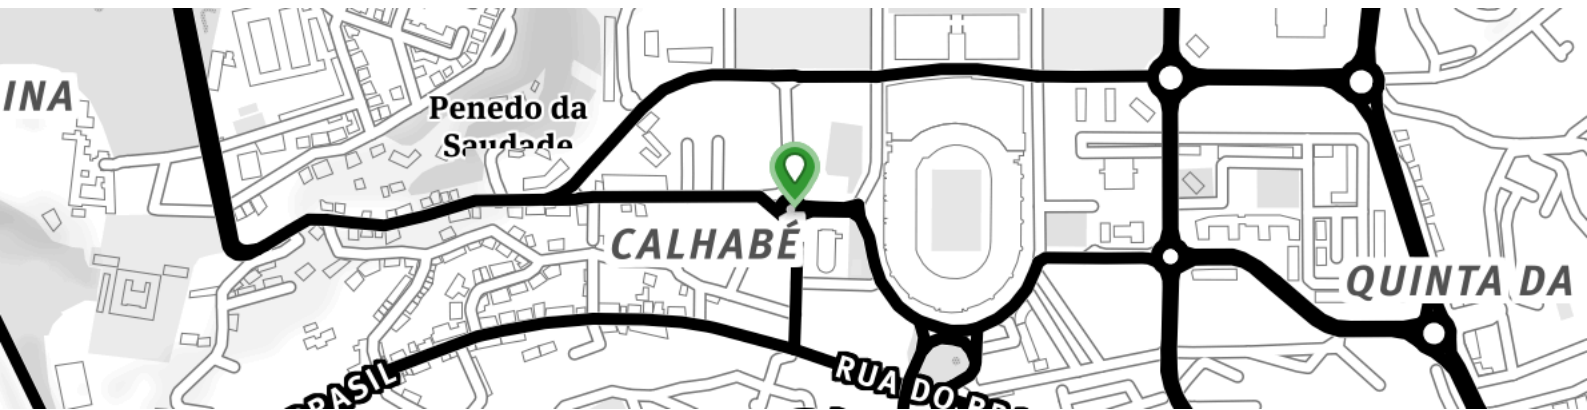 INA
Penedo da
Saudade
CALHABÉ
QUINTA DA
BRASIL
RUA DO